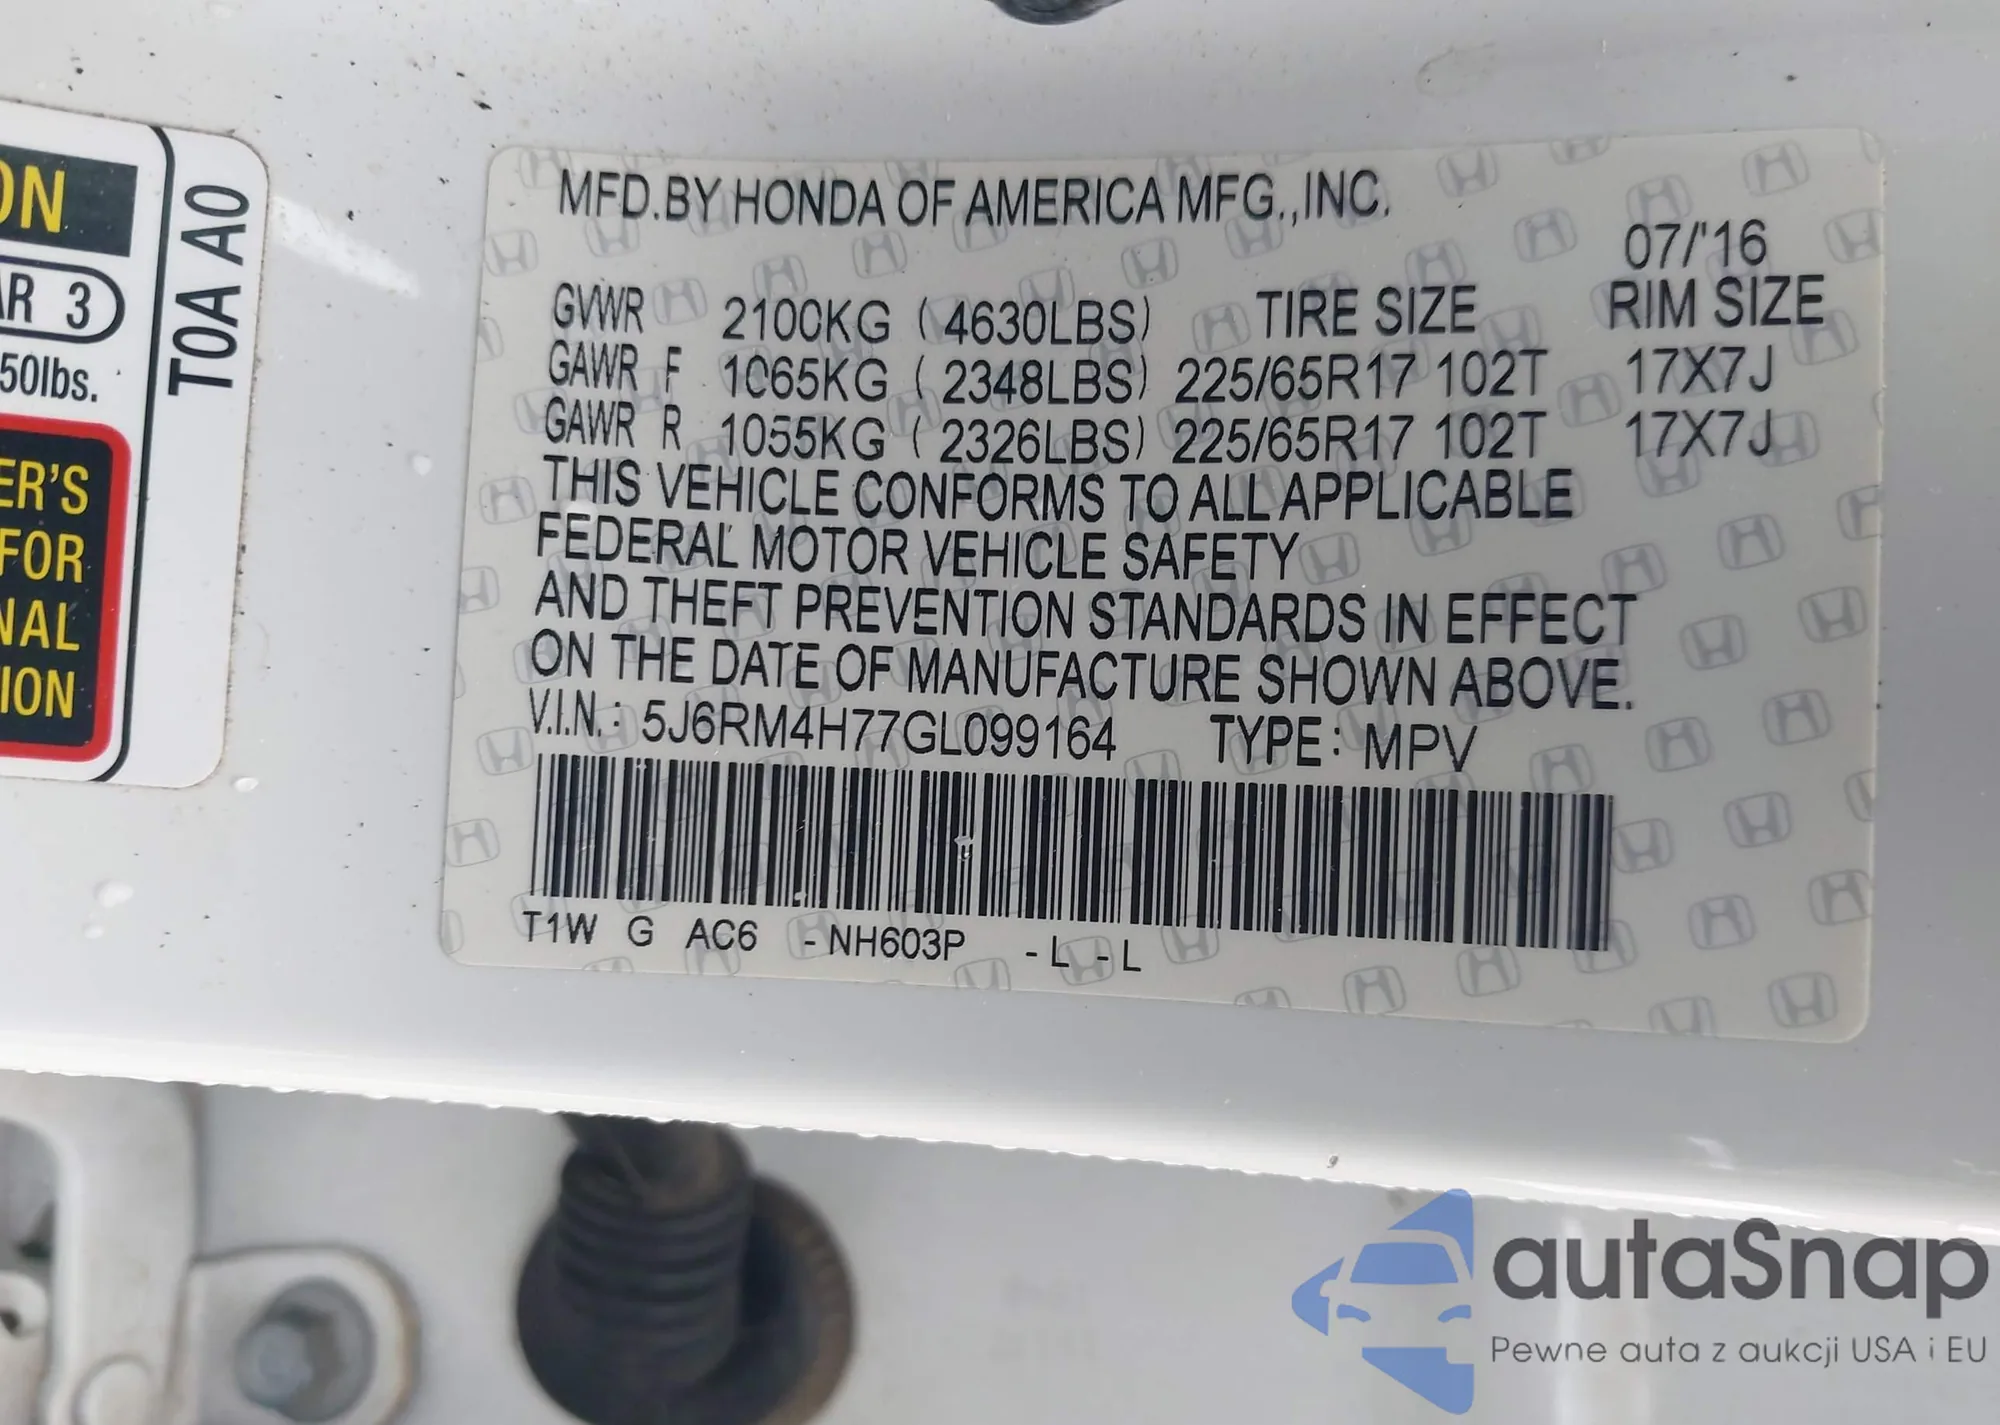 ON
AR 3
50lbs.
ER'S
FOR
NAL
ION
T0A A0
MFD.BY HONDA OF AMERICA MFG.,INC.
07/'16
GVWR 2100KG (4630LBS) TIRE SIZE RIM SIZE
GAWR F 1065KG (2348LBS) 225/65R17 102T 17X7J
GAWR R 1055KG (2326LBS) 225/65R17 102T 17X7J
THIS VEHICLE CONFORMS TO ALL APPLICABLE
FEDERAL MOTOR VEHICLE SAFETY
AND THEFT PREVENTION STANDARDS IN EFFECT
ON THE DATE OF MANUFACTURE SHOWN ABOVE.
V.I.N.: 5J6RM4H77GL099164 TYPE: MPV
T1W G AC6 -NH603P -L -L
autaSnap
Pewne auta z aukcji USA i EU